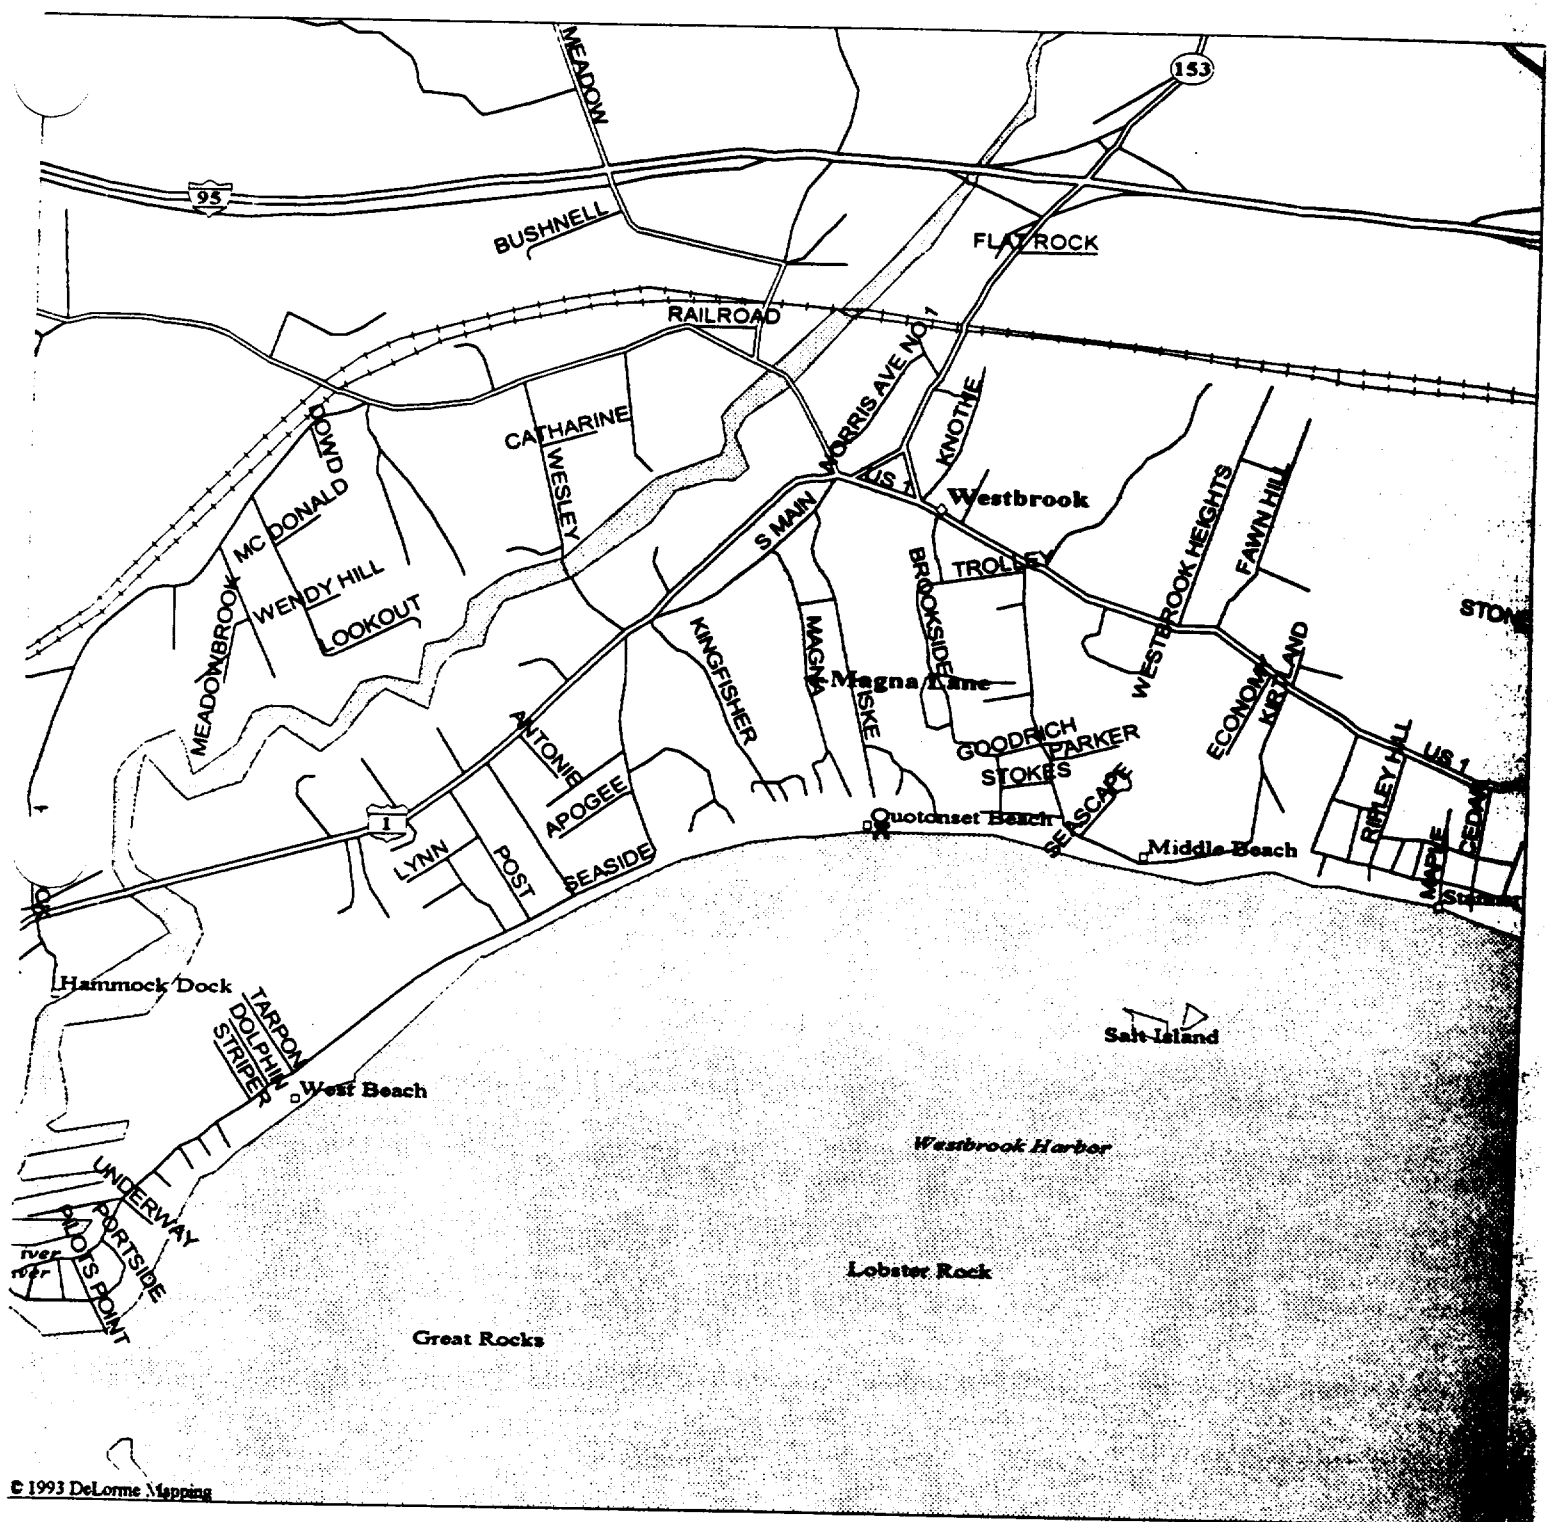 MEADOW
153
95
BUSHNELL
FLAT ROCK
RAILROAD
NORRIS AVE NO 1
KNOTHE
DOWD
CATHARINE
WESLEY
MC DONALD
US 1
Westbrook
S MAIN
WESTBROOK HEIGHTS
FAWN HILL
TROLLEY
BROOKSIDE
WENDY HILL
LOOKOUT
MEADOWBROOK
KINGFISHER
MAGNA
Magna Lane
ISKE
ECONOMY
KIRTLAND
ANTONIE
GOODRICH
PARKER
STOKES
SEASCAPE
RIPLEY HILL
US 1
APOGEE
1
LYNN
POST
SEASIDE
Quotonset Beach
Middle Beach
MAPLE
CEDAR
Hammock Dock
TARPON
DOLPHIN
STRIPER
West Beach
Salt Island
Westbrook Harbor
UNDERWAY
PORTSIDE
PILOTS POINT
iver
iver
Lobster Rock
Great Rocks
© 1993 DeLorme Mapping